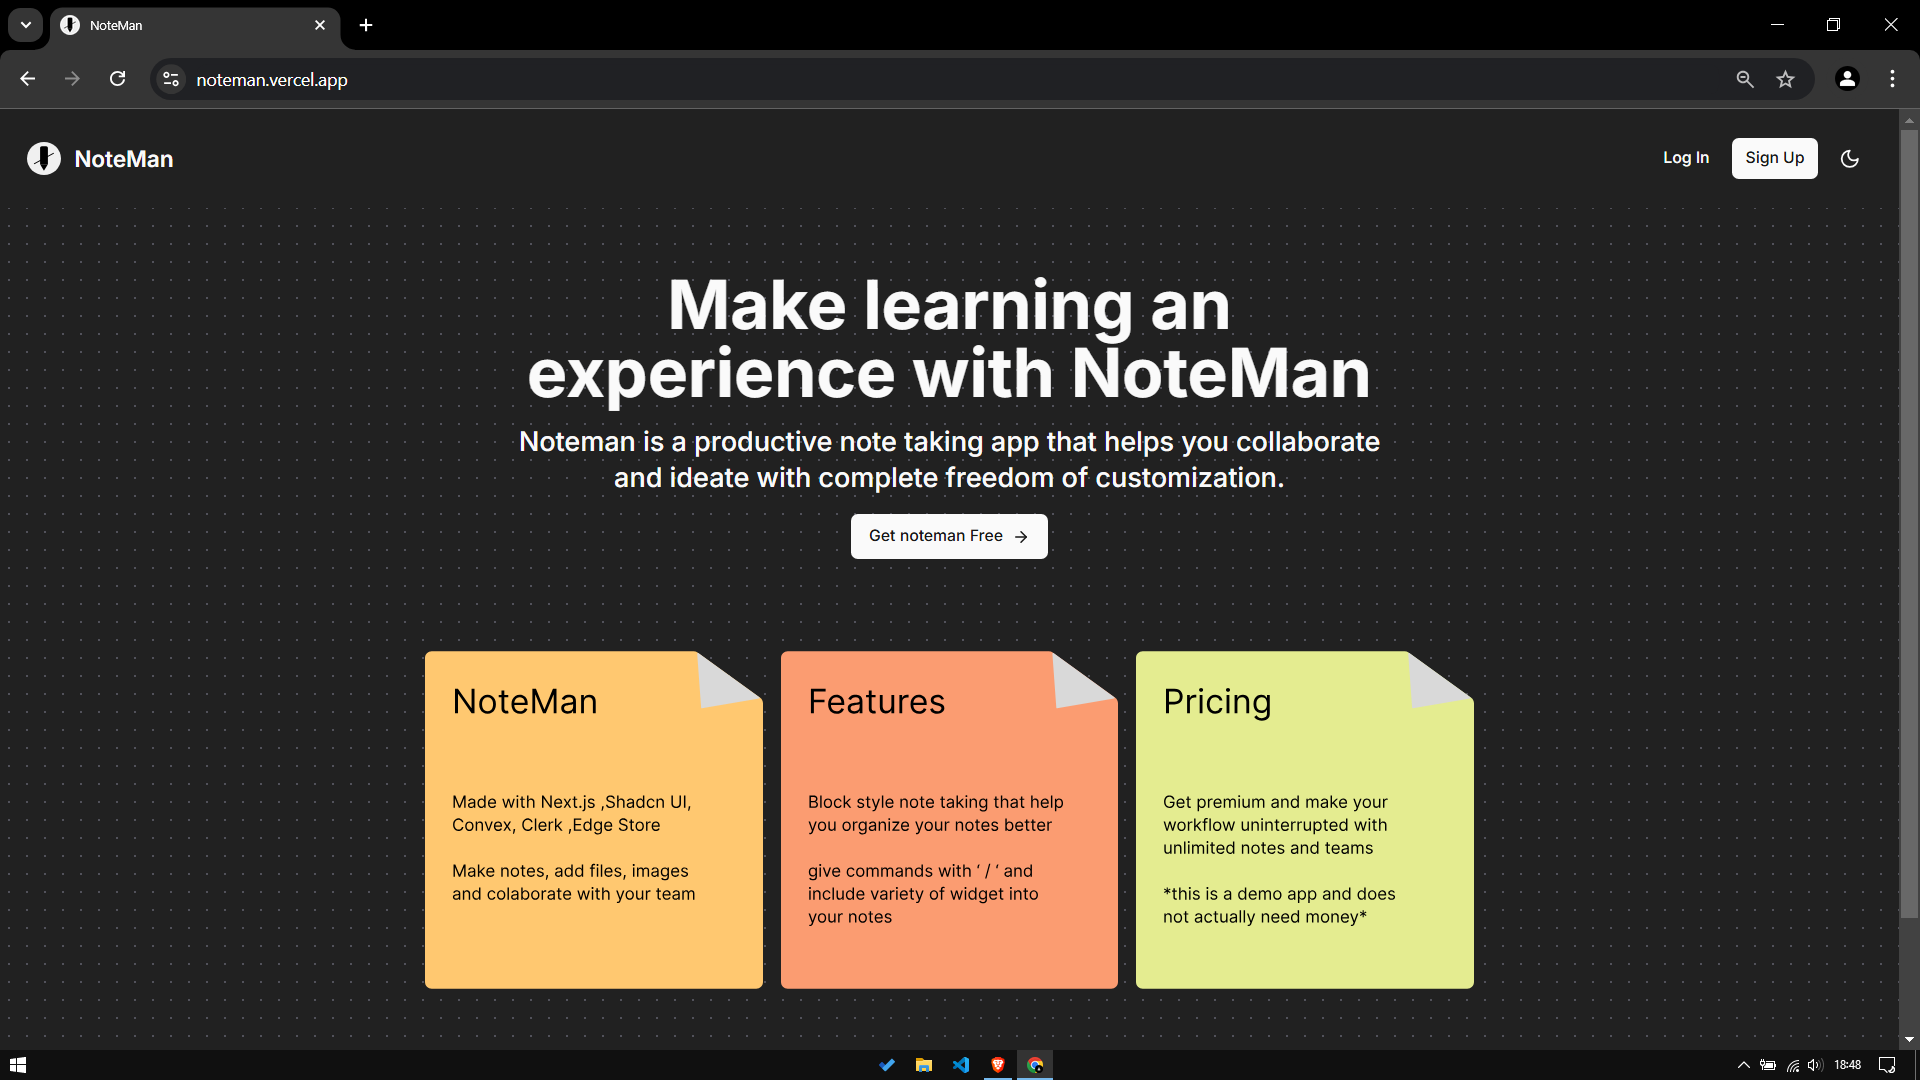 NoteMan
noteman.vercel.app
NoteMan
Log In
Sign Up
Make learning an
experience with NoteMan
Noteman is a productive note taking app that helps you collaborate
and ideate with complete freedom of customization.
Get noteman Free
NoteMan
Made with Next.js ,Shadcn UI,
Convex, Clerk ,Edge Store
Make notes, add files, images
and colaborate with your team
Features
Block style note taking that help
you organize your notes better
give commands with ‘ / ‘ and
include variety of widget into
your notes
Pricing
Get premium and make your
workflow uninterrupted with
unlimited notes and teams
*this is a demo app and does
not actually need money*
18:48